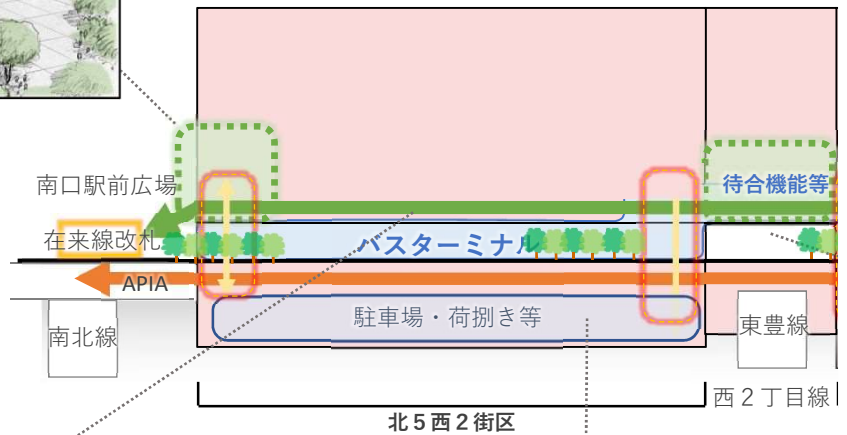 南口駅前広場
待合機能等
在来線改札
バスターミナル
APIA
駐車場・荷捌き等
南北線
東豊線
西2丁目線
北5西2街区